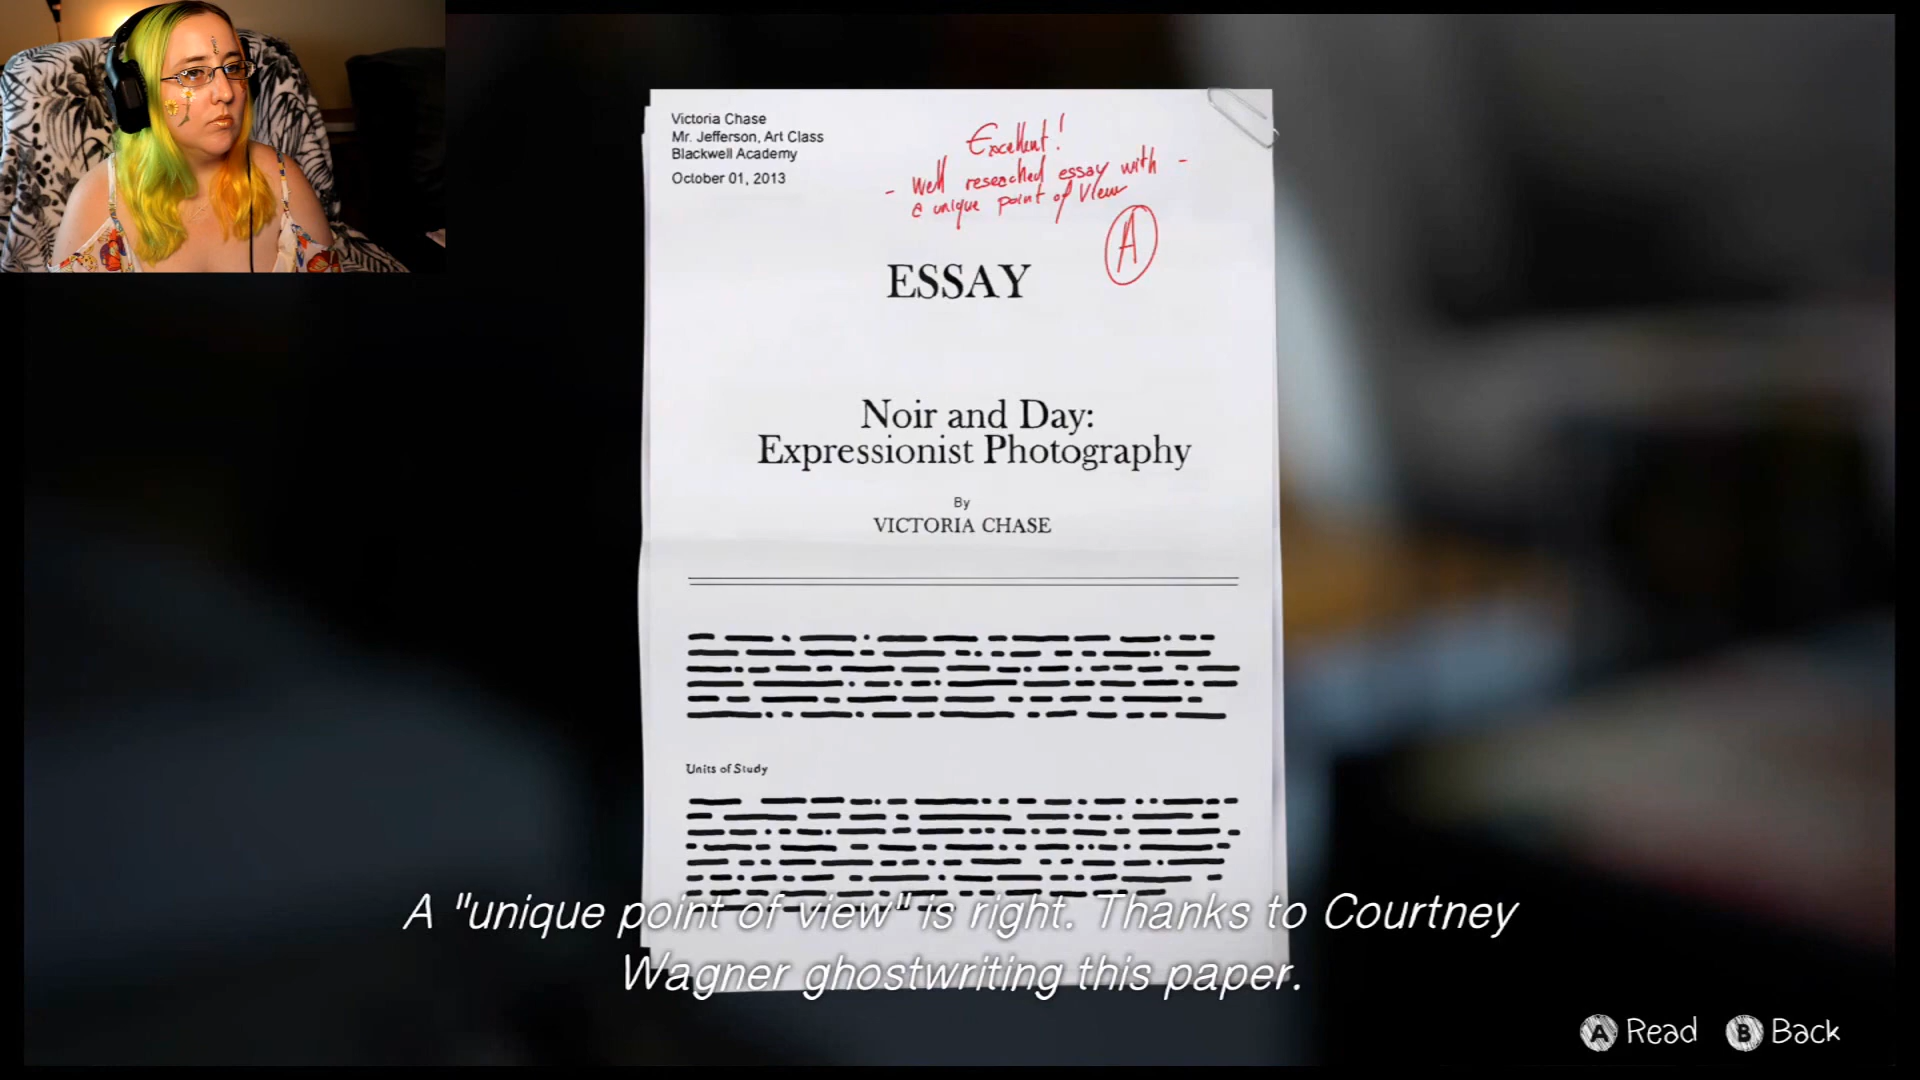 Victoria Chase
Mr. Jefferson, Art Class
Blackwell Academy
October 01, 2013
Excellent!
- Well reseached essay with -
a unique point of View
A
ESSAY
Noir and Day:
Expressionist Photography
By
VICTORIA CHASE
Units of Study
A "unique point of view" is right. Thanks to Courtney
Wagner ghostwriting this paper.
A Read B Back